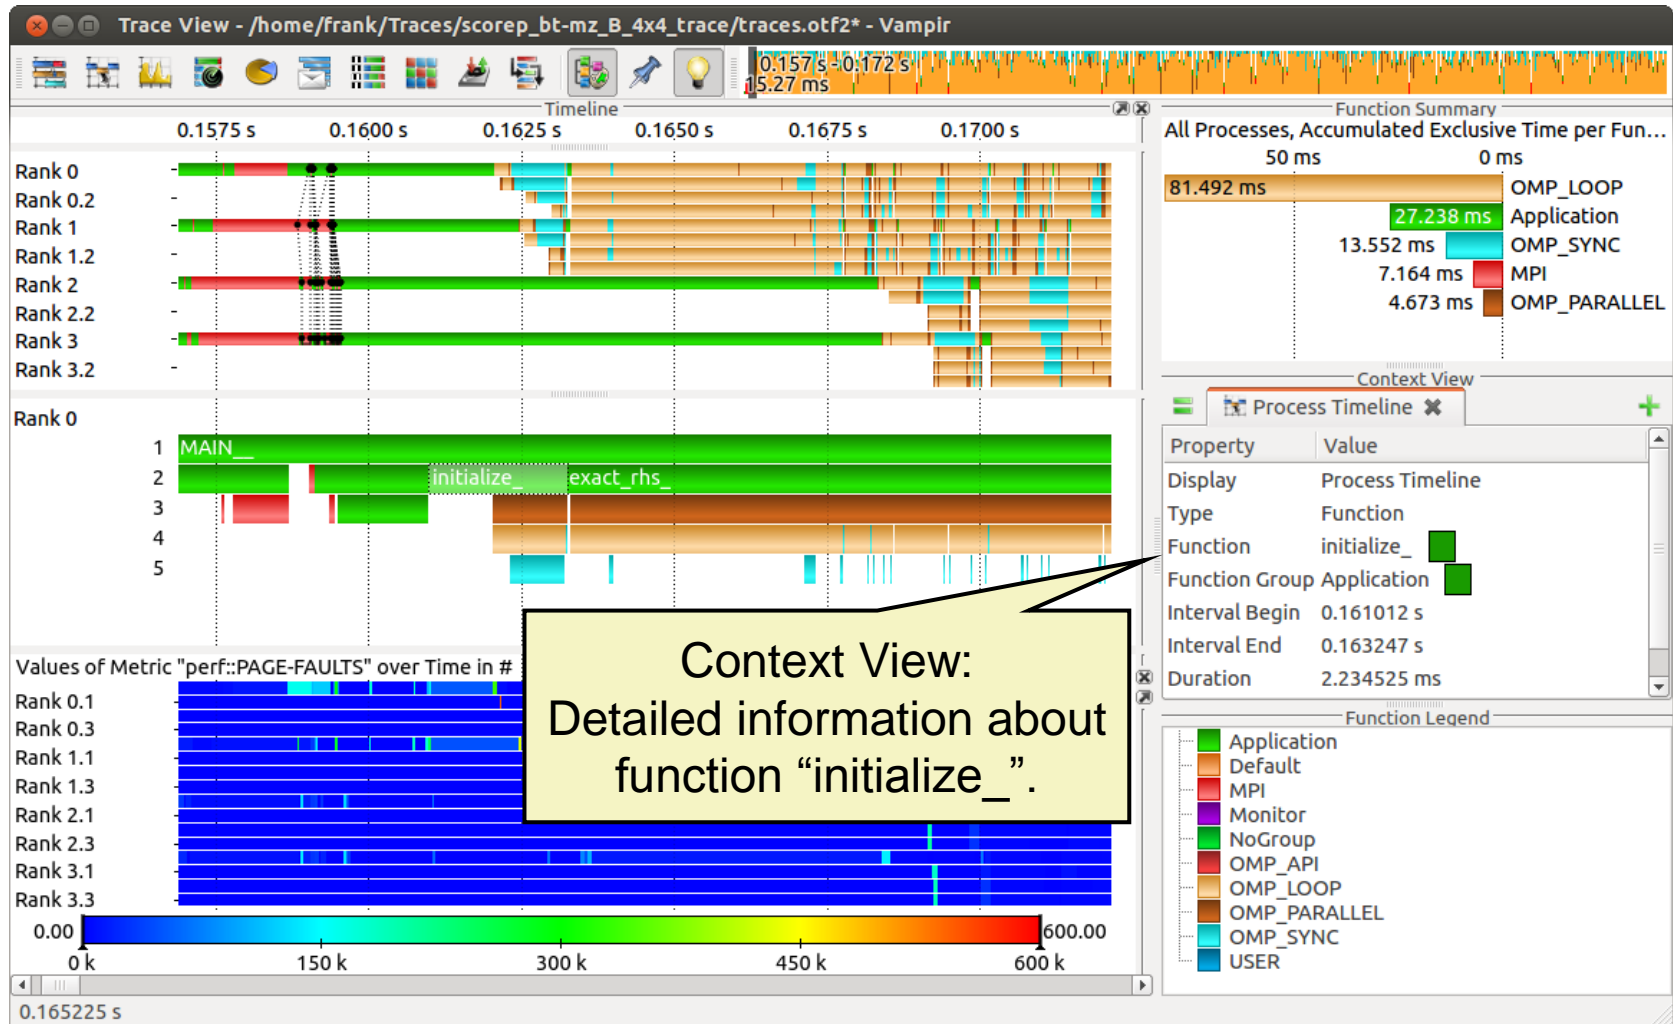 Trace View - /home/frank/Traces/scorep_bt-mz_B_4x4_trace/traces.otf2* - Vampir
0.157 s - 0.172 s
15.27 ms
Timeline
0.1575 s 0.1600 s 0.1625 s 0.1650 s 0.1675 s 0.1700 s
Rank 0
Rank 0.2
Rank 1
Rank 1.2
Rank 2
Rank 2.2
Rank 3
Rank 3.2
Rank 0
1 MAIN__
2 initialize_ exact_rhs_
3
4
5
Values of Metric "perf::PAGE-FAULTS" over Time in #
Rank 0.1
Rank 0.3
Rank 1.1
Rank 1.3
Rank 2.1
Rank 2.3
Rank 3.1
Rank 3.3
0.00 600.00
0 k 150 k 300 k 450 k 600 k
0.165225 s
Context View:
Detailed information about
function “initialize_”.
Function Summary
All Processes, Accumulated Exclusive Time per Fun...
50 ms 0 ms
81.492 ms OMP_LOOP
27.238 ms Application
13.552 ms OMP_SYNC
7.164 ms MPI
4.673 ms OMP_PARALLEL
Context View
Process Timeline
Property Value
Display Process Timeline
Type Function
Function initialize_
Function Group Application
Interval Begin 0.161012 s
Interval End 0.163247 s
Duration 2.234525 ms
Function Legend
Application
Default
MPI
Monitor
NoGroup
OMP_API
OMP_LOOP
OMP_PARALLEL
OMP_SYNC
USER